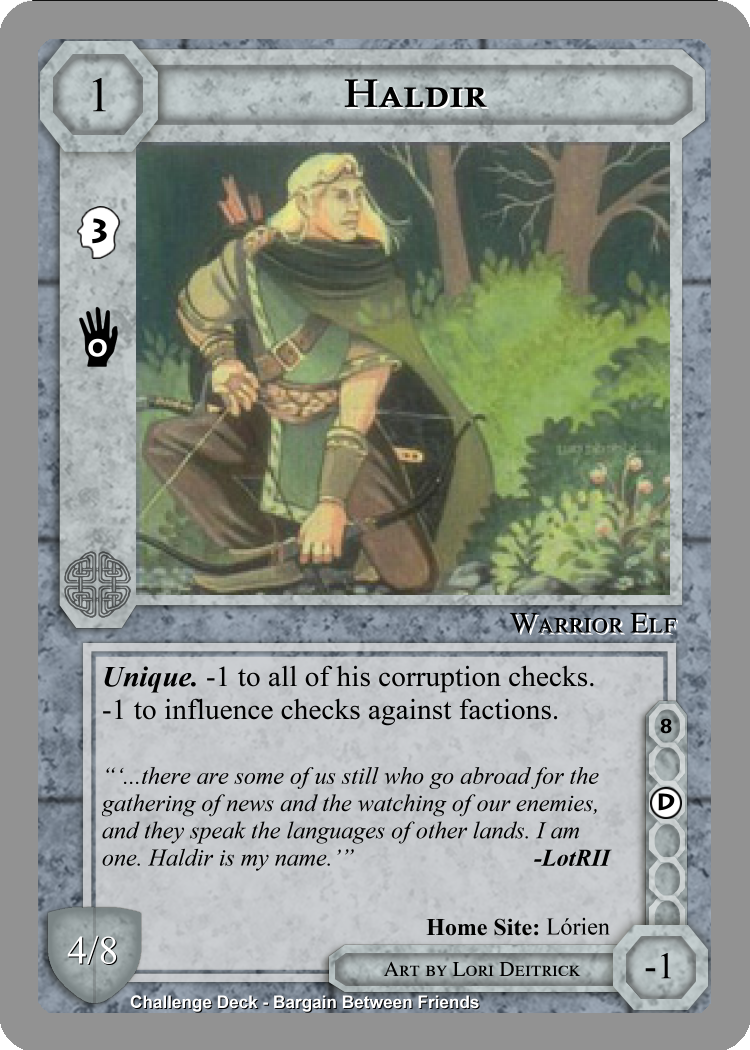 1
HALDIR
3
0
WARRIOR ELF
Unique. -1 to all of his corruption checks.
-1 to influence checks against factions.
8
“‘...there are some of us still who go abroad for the
gathering of news and the watching of our enemies,
D
and they speak the languages of other lands. I am
one. Haldir is my name.’” -LotRII
Home Site: Lórien
4/8
ART BY LORI DEITRICK
-1
Challenge Deck - Bargain Between Friends